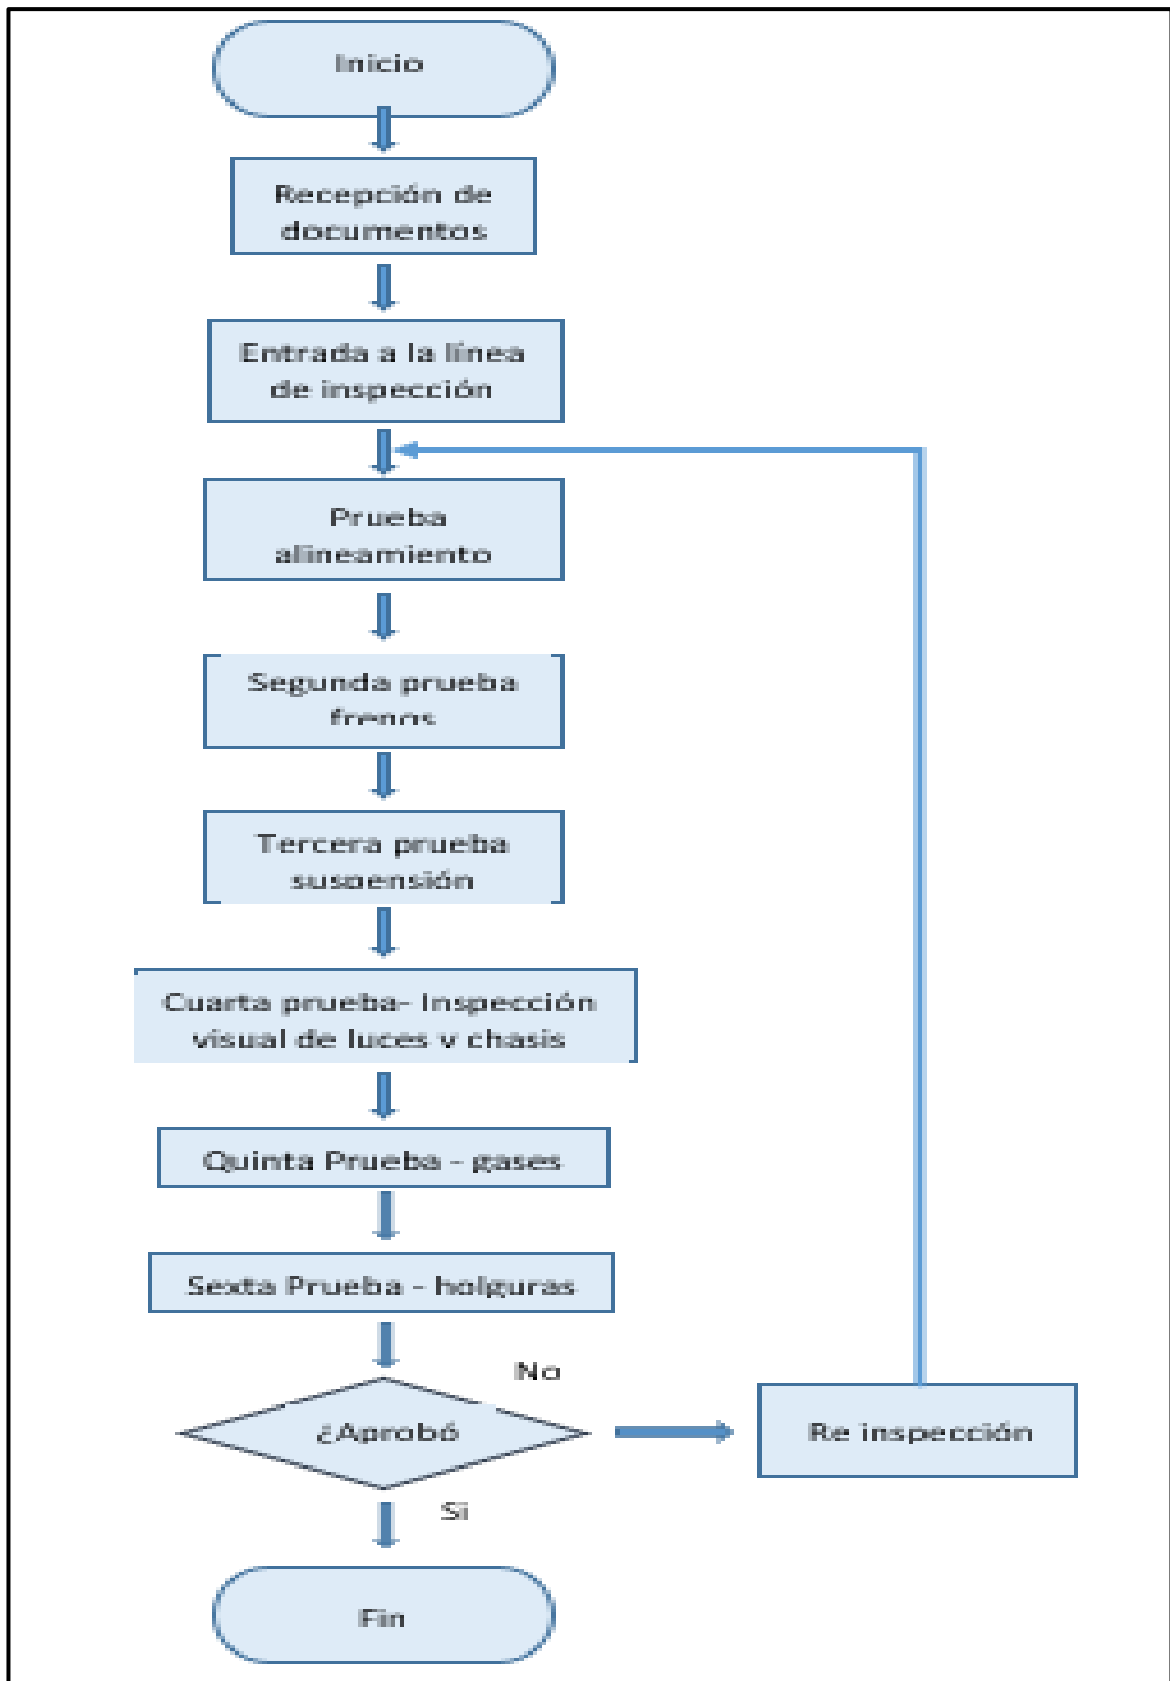 Inicio
Recepción de
documentos
Entrada a la línea
de inspección
Prueba
alineamiento
Segunda prueba
frenos
Tercera prueba
suspensión
Cuarta prueba- Inspección
visual de luces y chasis
Quinta Prueba - gases
Sexta Prueba - holguras
No
¿Aprobó
Re inspección
Si
Fin